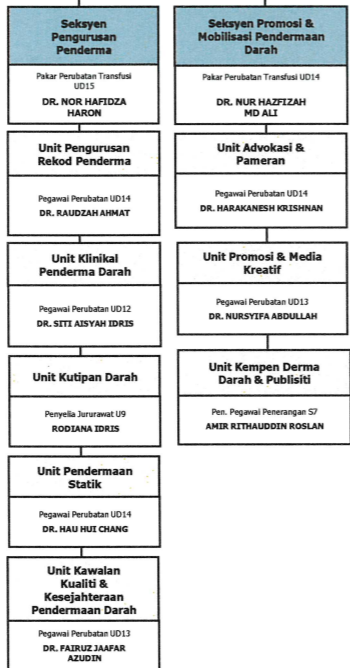 Seksyen
Pengurusan
Penderma
Pakar Perubatan Transfusi
UD15
DR. NOR HAFIDZA
HARON
Unit Pengurusan
Rekod Penderma
Pegawai Perubatan UD14
DR. RAUDZAH AHMAT
Unit Klinikal
Penderma Darah
Pegawai Perubatan UD12
DR. SITI AISYAH IDRIS
Unit Kutipan Darah
Penyelia Jururawat U9
RODIANA IDRIS
Unit Pendermaan
Statik
Pegawai Perubatan UD14
DR. HAU HUI CHANG
Unit Kawalan
Kualiti &
Kesejahteraan
Pendermaan Darah
Pegawai Perubatan UD13
DR. FAIRUZ JAAFAR
AZUDIN
Seksyen Promosi &
Mobilisasi Pendermaan
Darah
Pakar Perubatan Transfusi UD14
DR. NUR HAZFIZAH
MD ALI
Unit Advokasi &
Pameran
Pegawai Perubatan UD14
DR. HARAKANESH KRISHNAN
Unit Promosi & Media
Kreatif
Pegawai Perubatan UD13
DR. NURSYIFA ABDULLAH
Unit Kempen Derma
Darah & Publisiti
Pen. Pegawai Penerangan S7
AMIR RITHAUDDIN ROSLAN